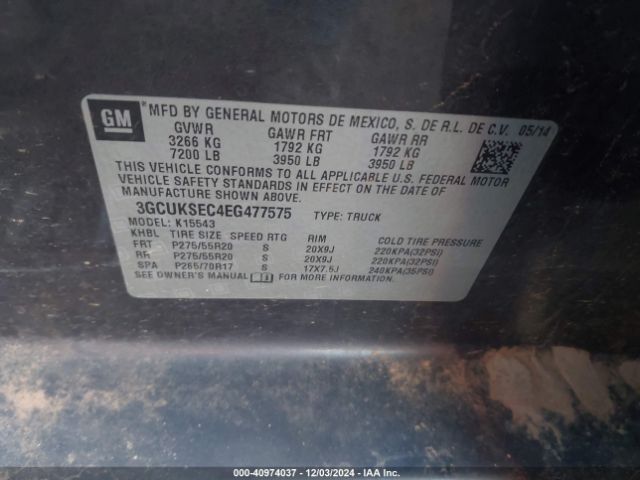 GM
*MFD BY GENERAL MOTORS DE MEXICO, S. DE R.L. DE C.V. 05/14
GVWR GAWR FRT GAWR RR
3266 KG 1792 KG 1792 KG
7200 LB 3950 LB 3950 LB
THIS VEHICLE CONFORMS TO ALL APPLICABLE U.S. FEDERAL MOTOR
VEHICLE SAFETY STANDARDS IN EFFECT ON THE DATE OF
MANUFACTURE SHOWN ABOVE.
3GCUKSEC4EG477575 TYPE: TRUCK
MODEL: K15543
KHBL TIRE SIZE SPEED RTG RIM COLD TIRE PRESSURE
FRT P275/55R20 S 20X9J 220KPA(32PSI)
RR P275/55R20 S 20X9J 220KPA(32PSI)
SPA P265/70R17 S 17X7.5J 240KPA(35PSI)
SEE OWNER'S MANUAL FOR MORE INFORMATION.
000-40974037 - 12/03/2024 - IAA Inc.